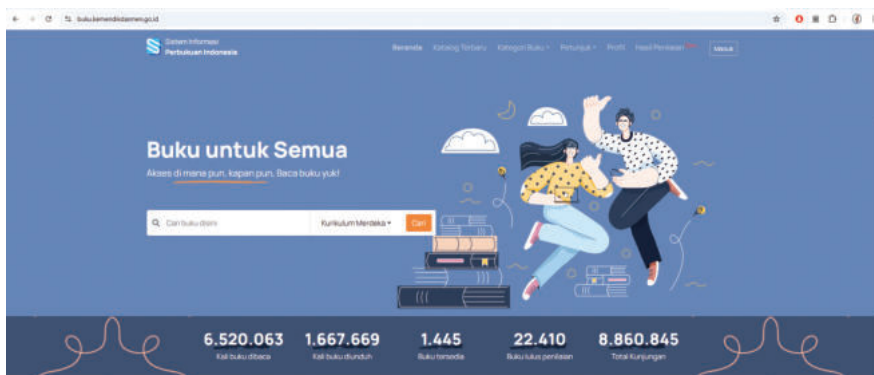 buku.kemendikdasmen.go.id
Sistem Informasi
Perbukuan Indonesia
Beranda Katalog Terbaru Kategori Buku Petunjuk Profil Hasil Penilaian Masuk
Buku untuk Semua
Akses di mana pun, kapan pun. Baca buku yuk!
Cari buku disini Kurikulum Merdeka Cari
6.520.063 1.667.669 1.445 22.410 8.860.845
Kali buku dibaca Kali buku diunduh Buku tersedia Buku lulus penilaian Total Kunjungan